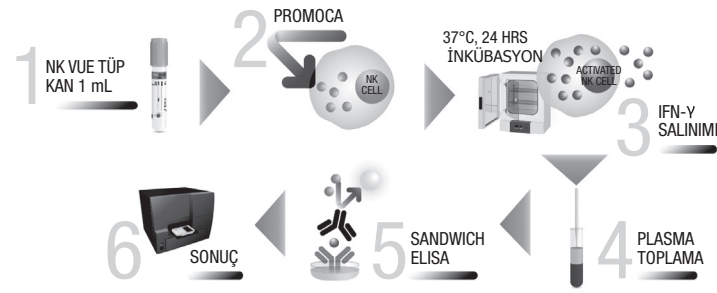 1
NK VUE TÜP
KAN 1 mL
2
PROMOCA
NK
CELL
37°C, 24 HRS
İNKÜBASYON
ACTIVATED
NK CELL
3
IFN-Y
SALINIMI
4
PLASMA
TOPLAMA
5
SANDWICH
ELISA
6
SONUÇ